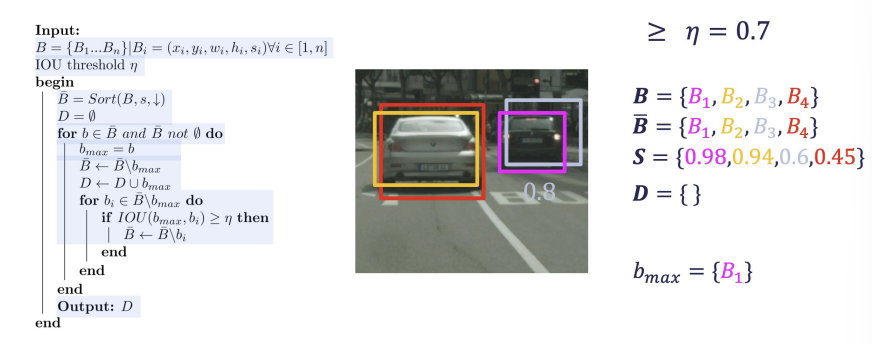 Input:
B = {B₁...Bₙ}|Bᵢ = (xᵢ, yᵢ, wᵢ, hᵢ, sᵢ)∀i ∈ [1, n]
IOU threshold η
begin
B̄ = Sort(B, s, ↓)
D = ∅
for b ∈ B̄ and B̄ not ∅ do
bₘₐₓ = b
B̄ ← B̄\bₘₐₓ
D ← D ∪ bₘₐₓ
for bᵢ ∈ B̄\bₘₐₓ do
if IOU(bₘₐₓ, bᵢ) ≥ η then
B̄ ← B̄\bᵢ
end
end
end
Output: D
end
0.8
≥ η = 0.7
B = {B₁, B₂, B₃, B₄}
B̄ = {B₁, B₂, B₃, B₄}
S = {0.98,0.94,0.6,0.45}
D = { }
bₘₐₓ = {B₁}